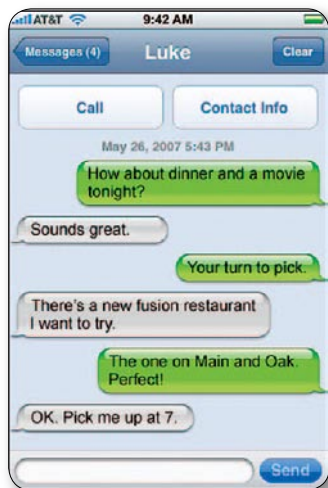 AT&T 9:42 AM
Messages (4) Luke Clear
Call Contact Info
May 26, 2007 5:43 PM
How about dinner and a movie
tonight?
Sounds great.
Your turn to pick.
There's a new fusion restaurant
I want to try.
The one on Main and Oak.
Perfect!
OK. Pick me up at 7.
Send